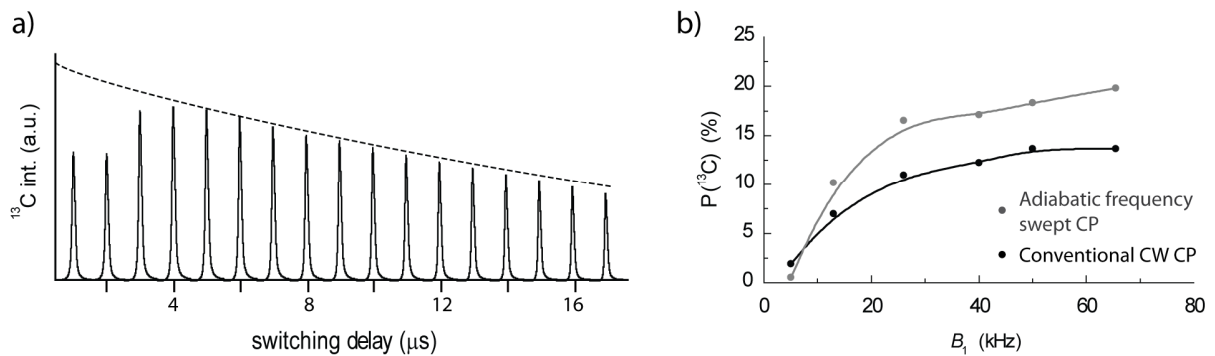 a)
¹³C int. (a.u.)
4 8 12 16
switching delay (μs)
b)
P(¹³C) (%)
25
20
15
10
5
0
0 20 40 60 80
B₁ (kHz)
Adiabatic frequency
swept CP
Conventional CW CP